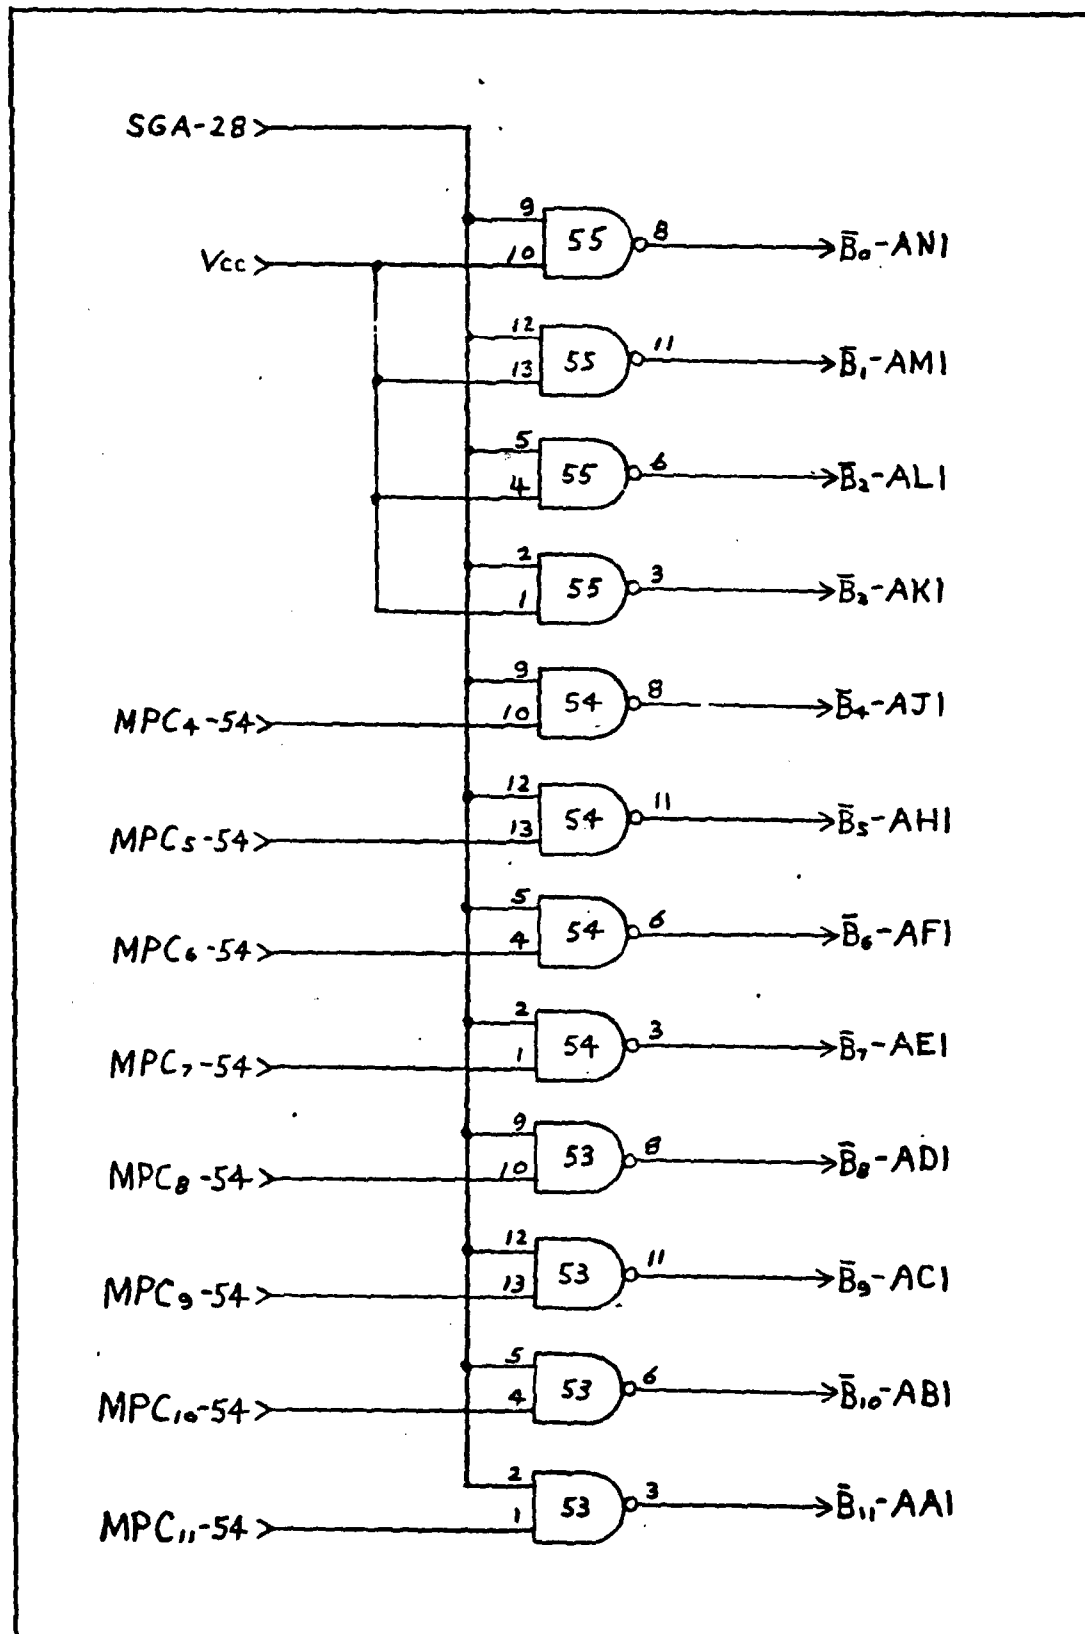 SGA-28
9 55 8 B̅₀-AN1
Vcc 10
12 55 11 B̅₁-AM1
13
5 55 6 B̅₂-AL1
4
2 55 3 B̅₃-AK1
1
9 54 8 B̅₄-AJ1
MPC₄-54 10
12 54 11 B̅₅-AH1
MPC₅-54 13
5 54 6 B̅₆-AF1
MPC₆-54 4
2 54 3 B̅₇-AE1
MPC₇-54 1
9 53 8 B̅₈-AD1
MPC₈-54 10
12 53 11 B̅₉-AC1
MPC₉-54 13
5 53 6 B̅₁₀-AB1
MPC₁₀-54 4
2 53 3 B̅₁₁-AA1
MPC₁₁-54 1